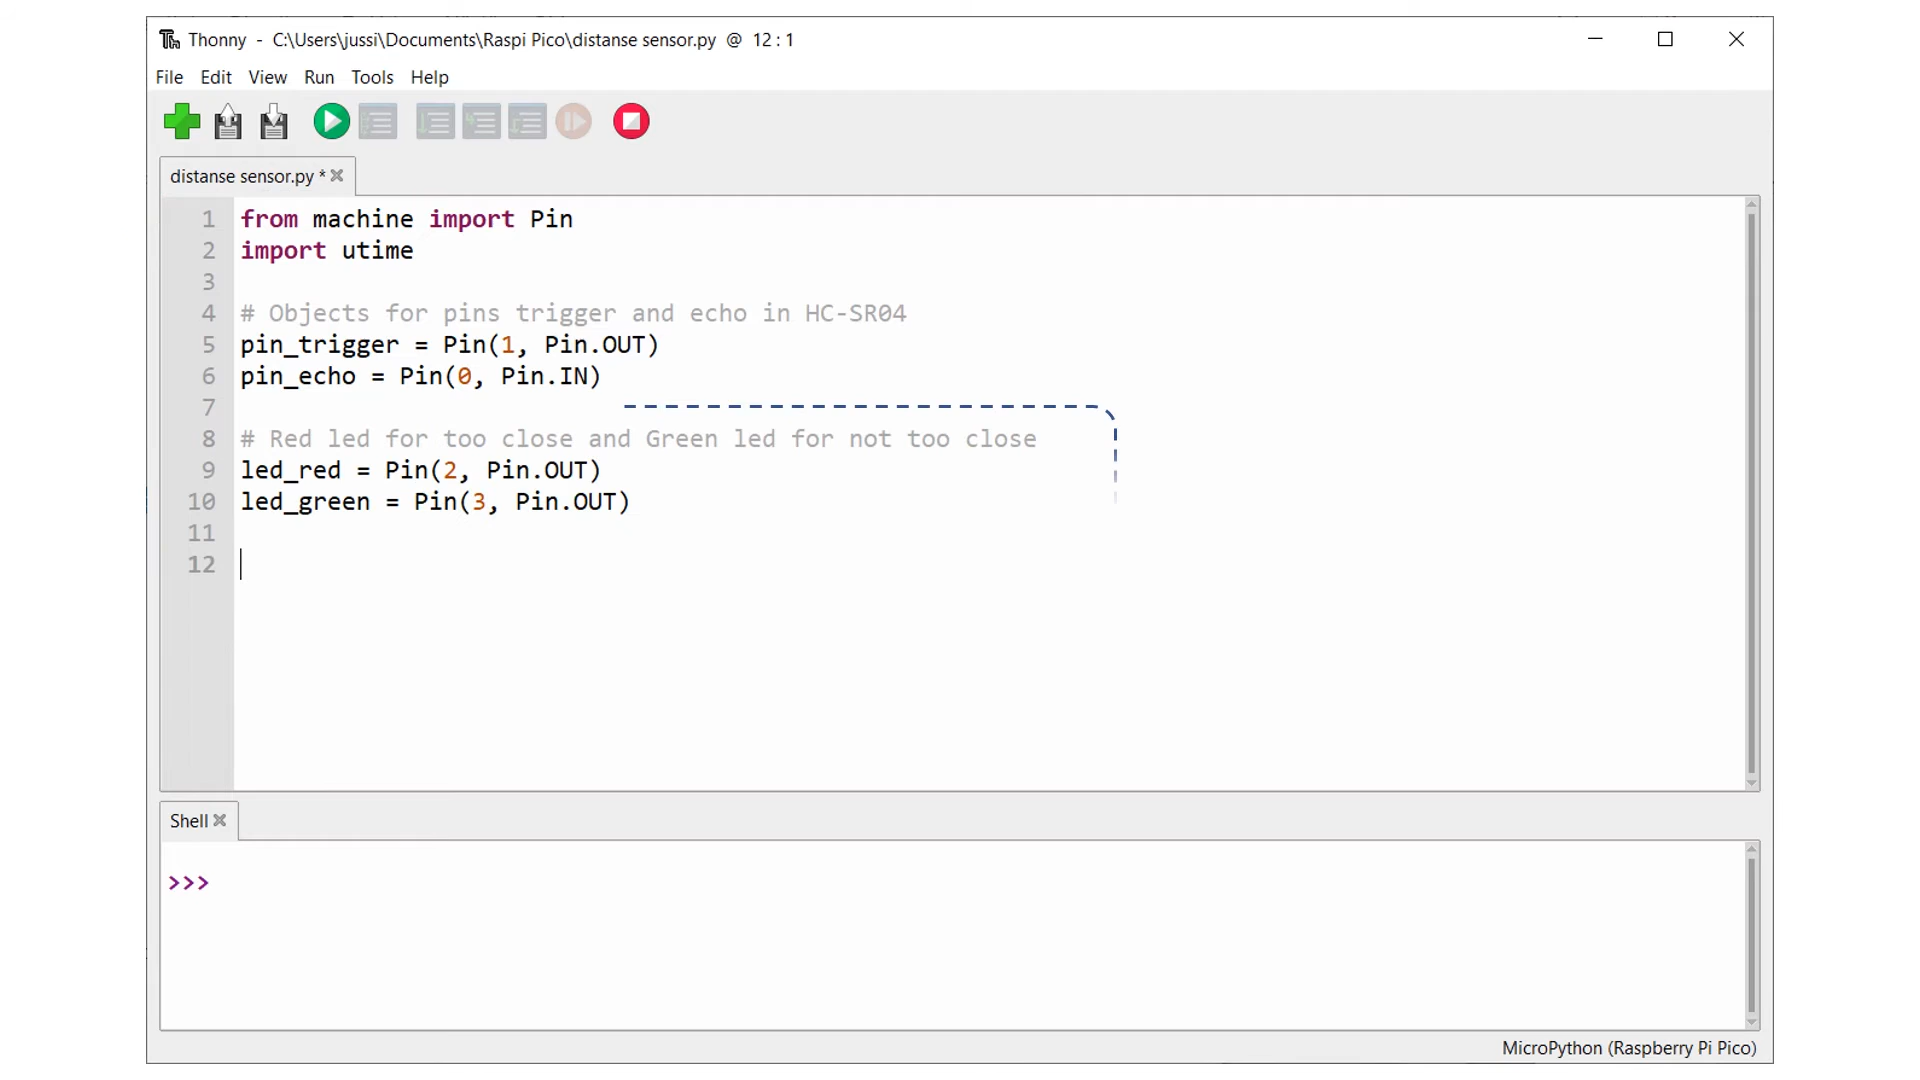 Thonny - C:\Users\jussi\Documents\Raspi Pico\distanse sensor.py @ 12 : 1
File Edit View Run Tools Help
distanse sensor.py *
1 from machine import Pin
2 import utime
3
4 # Objects for pins trigger and echo in HC-SR04
5 pin_trigger = Pin(1, Pin.OUT)
6 pin_echo = Pin(0, Pin.IN)
7
8 # Red led for too close and Green led for not too close
9 led_red = Pin(2, Pin.OUT)
10 led_green = Pin(3, Pin.OUT)
11
12
Shell
>>>
MicroPython (Raspberry Pi Pico)